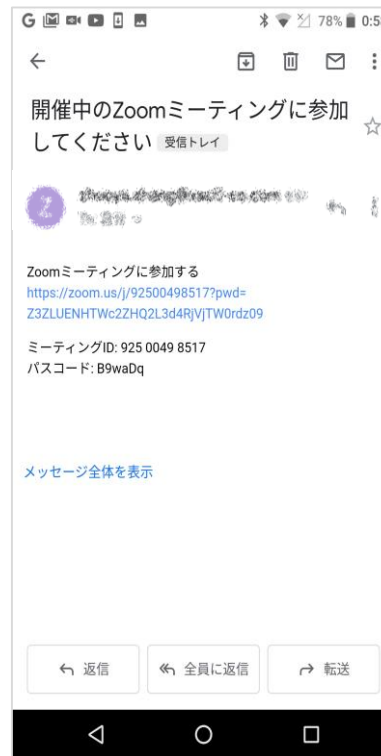 78% 0:5
開催中のZoomミーティングに参加
してください 受信トレイ
Z
Zoomミーティングに参加する
https://zoom.us/j/92500498517?pwd=
Z3ZLUENHTWc2ZHQ2L3d4RjVjTW0rdz09
ミーティングID: 925 0049 8517
パスコード: B9waDq
メッセージ全体を表示
返信 全員に返信 転送